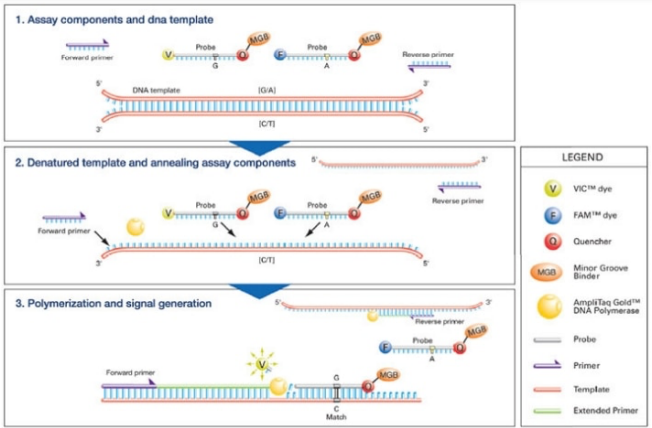 1. Assay components and dna template
MGB
MGB
Forward primer
V
Probe
Q
F
Probe
Q
Reverse primer
G
A
5'
DNA template
[G/A]
3'
3'
[C/T]
5'
2. Denatured template and annealing assay components
5'
3'
MGB
MGB
Reverse primer
V
Probe
Q
F
Probe
Q
G
A
Forward primer
3'
[C/T]
5'
3. Polymerization and signal generation
5'
3'
Reverse primer
MGB
F
Probe
Q
A
V
Forward primer
G
Q
MGB
C
Match
LEGEND
V
VIC™ dye
F
FAM™ dye
Q
Quencher
MGB
Minor Groove
Binder
AmpliTaq Gold™
DNA Polymerase
Probe
Primer
Template
Extended Primer